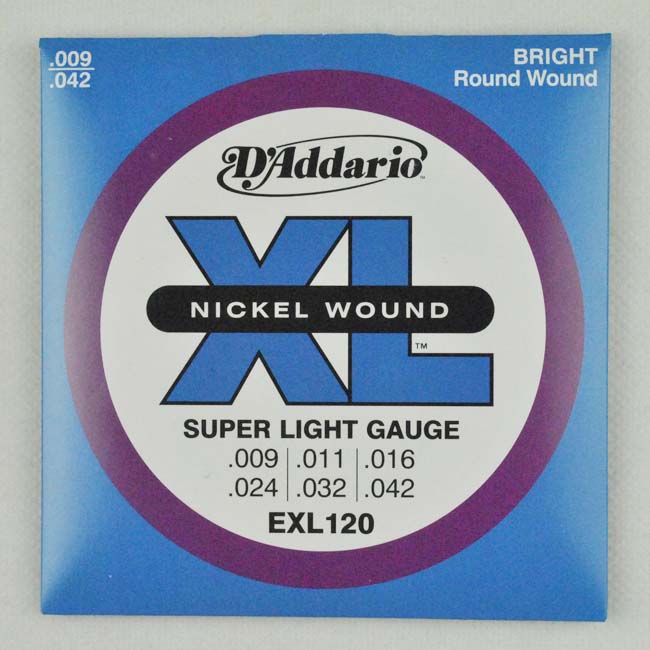 .009
.042
BRIGHT
Round Wound
D'Addario™
XL
NICKEL WOUND
™
SUPER LIGHT GAUGE
.009 .011 .016
.024 .032 .042
EXL120